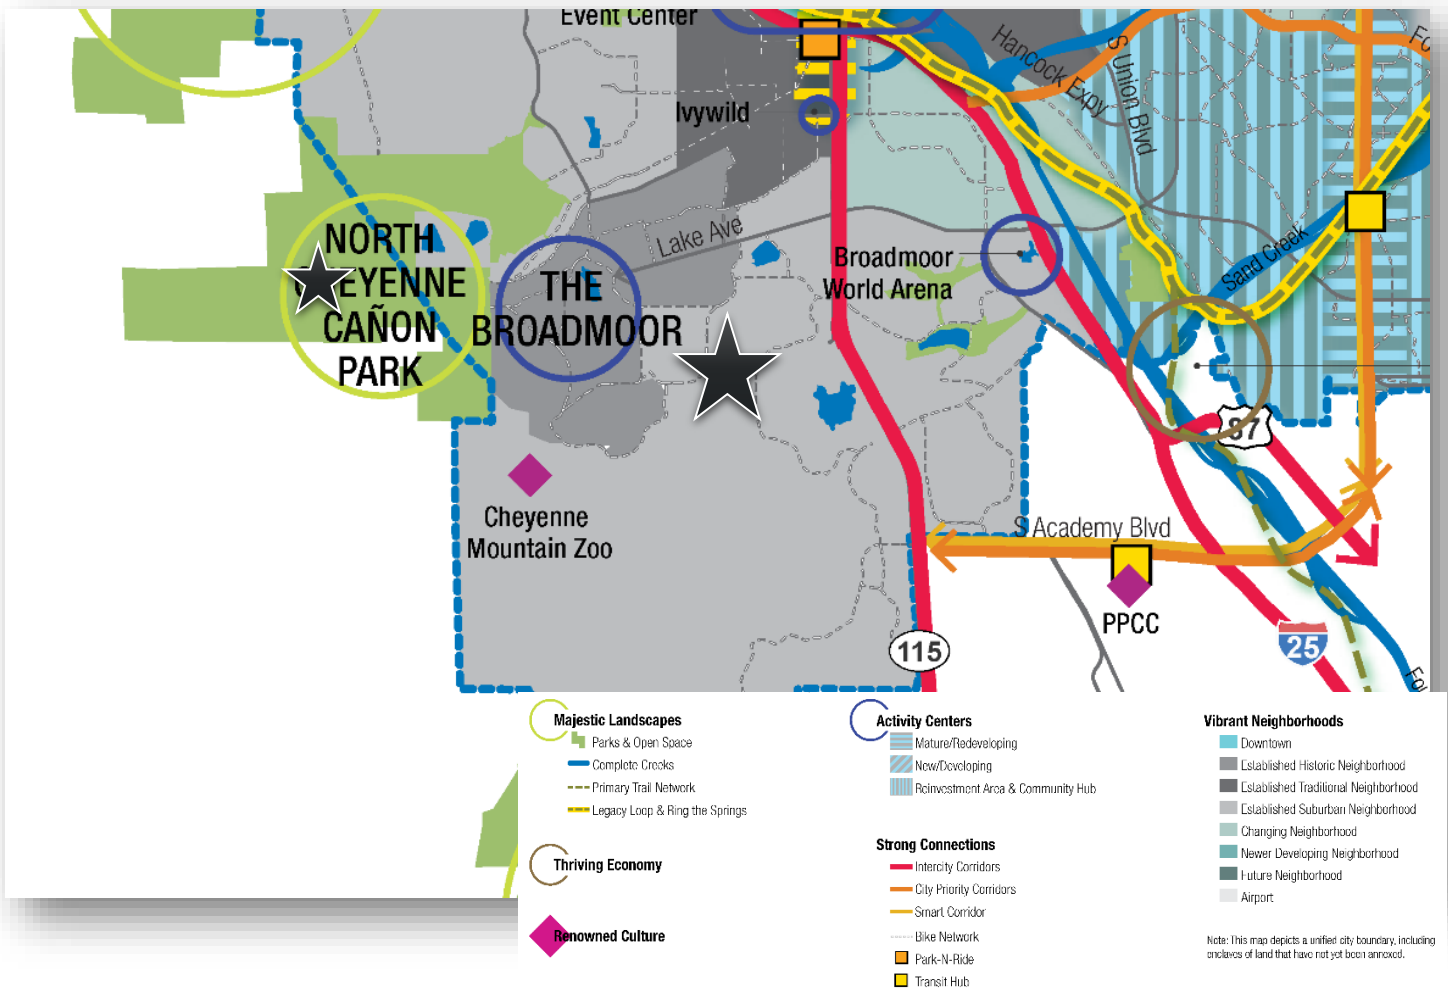 Event Center
Ivywild
Hancock Expy
S Union Blvd
Fo
Lake Ave
NORTH
EYENNE
CAÑON
PARK
THE
BROADMOOR
Broadmoor
World Arena
Sand Creek
87
Cheyenne
Mountain Zoo
S Academy Blvd
PPCC
115
25
Fou
Majestic Landscapes
Parks & Open Space
Complete Creeks
Primary Trail Network
Legacy Loop & Ring the Springs
Thriving Economy
Renowned Culture
Activity Centers
Mature/Redeveloping
New/Developing
Reinvestment Area & Community Hub
Strong Connections
Intercity Corridors
City Priority Corridors
Smart Corridor
Bike Network
Park-N-Ride
Transit Hub
Vibrant Neighborhoods
Downtown
Established Historic Neighborhood
Established Traditional Neighborhood
Established Suburban Neighborhood
Changing Neighborhood
Newer Developing Neighborhood
Future Neighborhood
Airport
Note: This map depicts a unified city boundary, including
enclaves of land that have not yet been annexed.